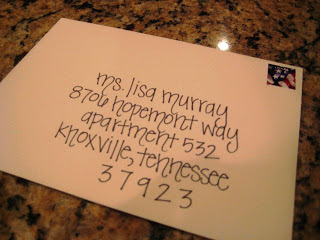 ms. lisa murray
8706 hopemont way
apartment 532
knoxville, tennessee
37923